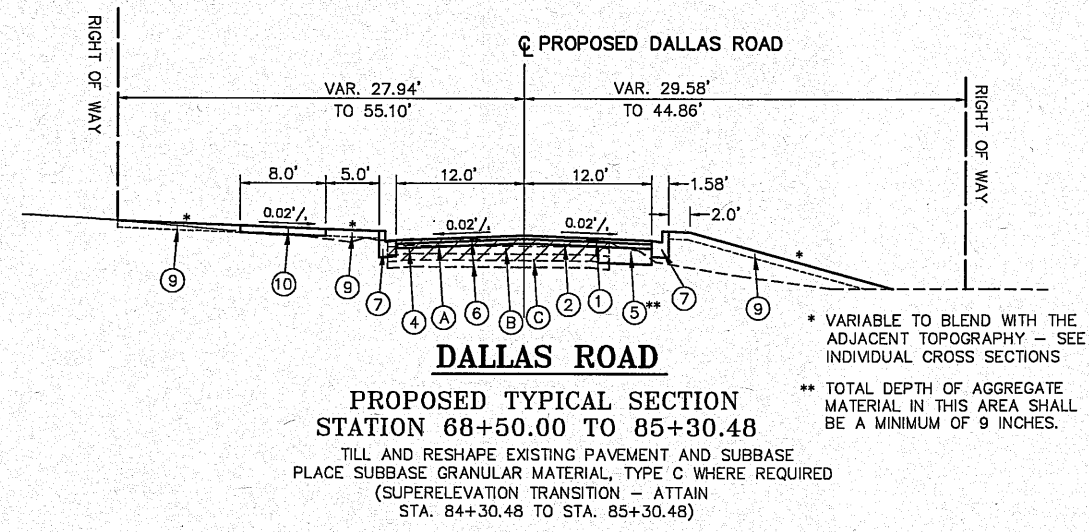 RIGHT OF WAY
℄ PROPOSED DALLAS ROAD
RIGHT OF WAY
VAR. 27.94'
TO 55.10'
VAR. 29.58'
TO 44.86'
8.0'
5.0'
12.0'
12.0'
1.58'
2.0'
*
0.02'/,
*
0.02'/,
0.02'/,
*
9
10
9
7
4
A
6
B
C
2
1
5**
7
9
DALLAS ROAD
PROPOSED TYPICAL SECTION
STATION 68+50.00 TO 85+30.48
TILL AND RESHAPE EXISTING PAVEMENT AND SUBBASE
PLACE SUBBASE GRANULAR MATERIAL, TYPE C WHERE REQUIRED
(SUPERELEVATION TRANSITION – ATTAIN
STA. 84+30.48 TO STA. 85+30.48)
* VARIABLE TO BLEND WITH THE
ADJACENT TOPOGRAPHY – SEE
INDIVIDUAL CROSS SECTIONS
** TOTAL DEPTH OF AGGREGATE
MATERIAL IN THIS AREA SHALL
BE A MINIMUM OF 9 INCHES.